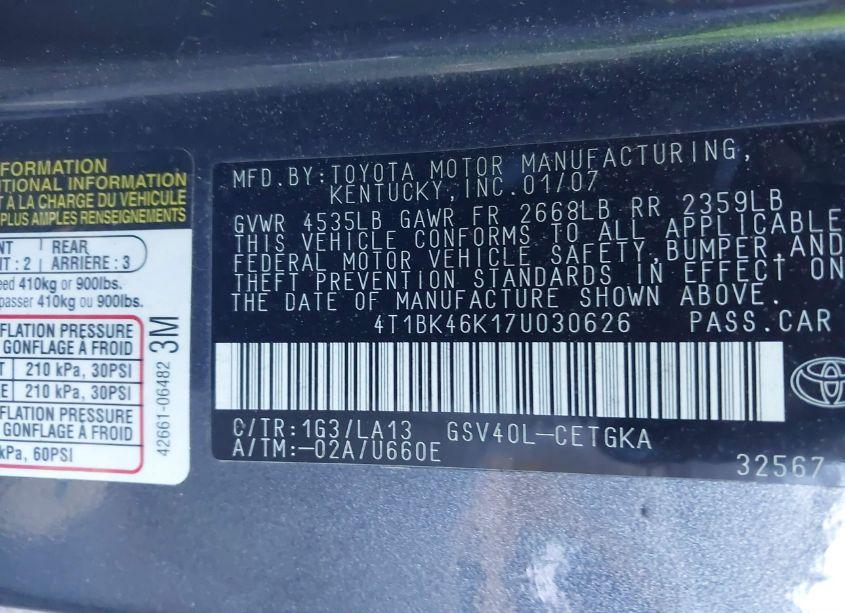 FORMATION
TIONAL INFORMATION
À LA CHARGE DU VÉHICULE
PLUS AMPLES RENSEIGNEMENTS
NT REAR
NT : 2 ARRIÈRE : 3
eed 410kg or 900lbs.
passer 410kg ou 900lbs.
FLATION PRESSURE
GONFLAGE À FROID
T 210 kPa, 30PSI
E 210 kPa, 30PSI
FLATION PRESSURE
GONFLAGE À FROID
kPa, 60PSI
42661-06482 3M
MFD.BY:TOYOTA MOTOR MANUFACTURING,
KENTUCKY,INC.01/07
GVWR 4535LB GAWR FR 2668LB RR 2359LB
THIS VEHICLE CONFORMS TO ALL APPLICABLE
FEDERAL MOTOR VEHICLE SAFETY,BUMPER,AND
THEFT PREVENTION STANDARDS IN EFFECT ON
THE DATE OF MANUFACTURE SHOWN ABOVE.
4T1BK46K17U030626 PASS.CAR
C/TR:1G3/LA13 GSV40L-CETGKA
A/TM:-02A/U660E
32567